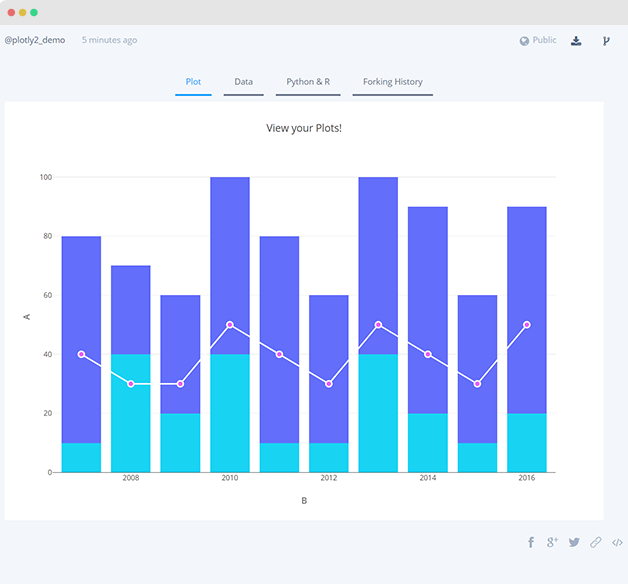 @plotly2_demo 5 minutes ago Public
Plot Data Python & R Forking History
View your Plots!
100
80
60
40
20
0
A
2008 2010 2012 2014 2016
B